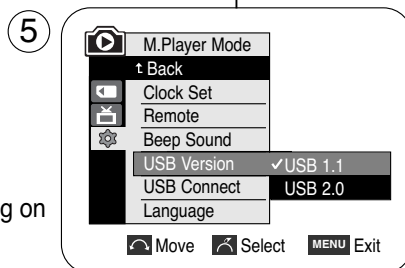 5
M.Player Mode
Back
Clock Set
Remote
Beep Sound
USB Version ✓USB 1.1
USB Connect USB 2.0
Language
g on
Move Select MENU Exit